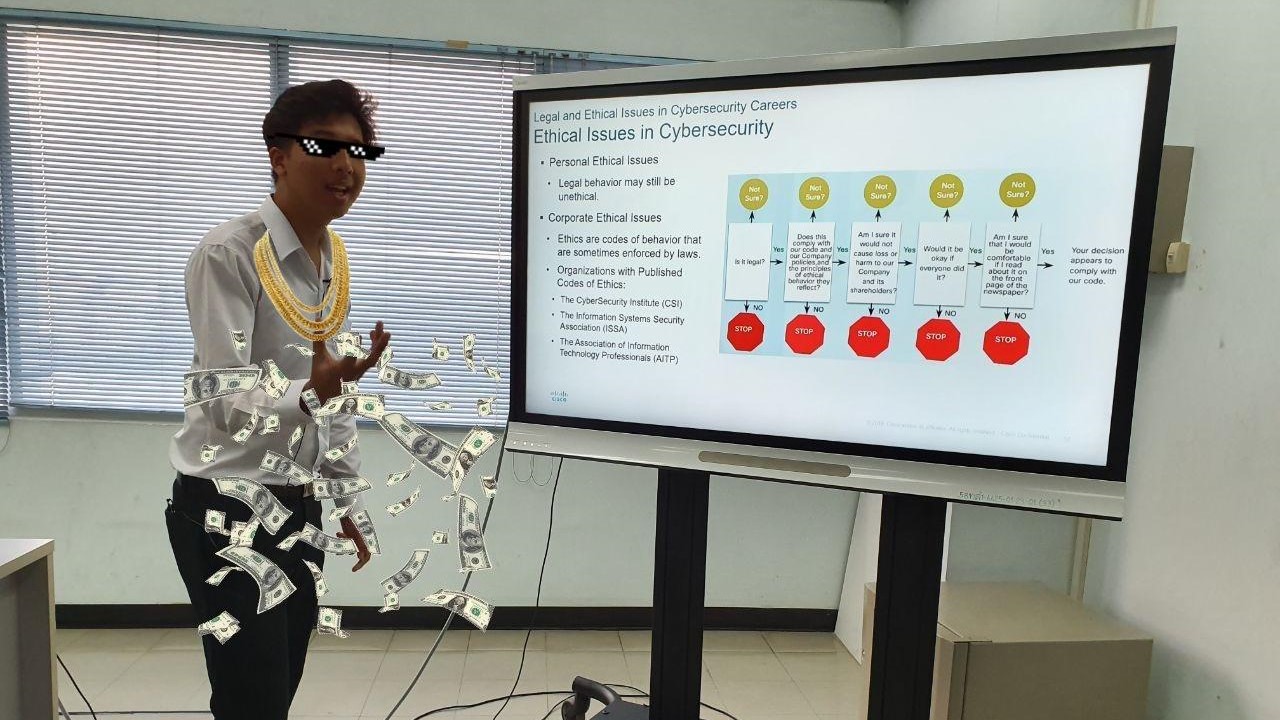 Legal and Ethical Issues in Cybersecurity Careers
Ethical Issues in Cybersecurity
▪ Personal Ethical Issues
• Legal behavior may still be
unethical.
▪ Corporate Ethical Issues
• Ethics are codes of behavior that
are sometimes enforced by laws.
• Organizations with Published
Codes of Ethics:
• The CyberSecurity Institute (CSI)
• The Information Systems Security
Association (ISSA)
• The Association of Information
Technology Professionals (AITP)
Not
Sure?
Not
Sure?
Not
Sure?
Not
Sure?
Not
Sure?
Is it legal?
Yes
Does this
comply with
our code and
our Company
policies,and
the principles
of ethical
behavior they
reflect?
Yes
Am I sure it
would not
cause loss or
harm to our
Company
and its
shareholders?
Yes
Would it be
okay if
everyone did
it?
Yes
Am I sure
that I would
be
comfortable
if I read
about it on
the front
page of the
newspaper?
Yes
Your decision
appears to
comply with
our code.
NO
NO
NO
NO
NO
STOP
STOP
STOP
STOP
STOP
cisco